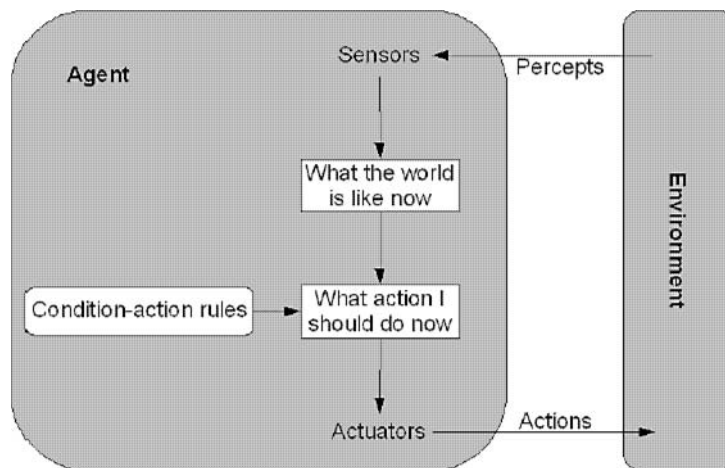 Agent
Sensors
Percepts
What the world
is like now
Environment
Condition-action rules
What action I
should do now
Actuators
Actions